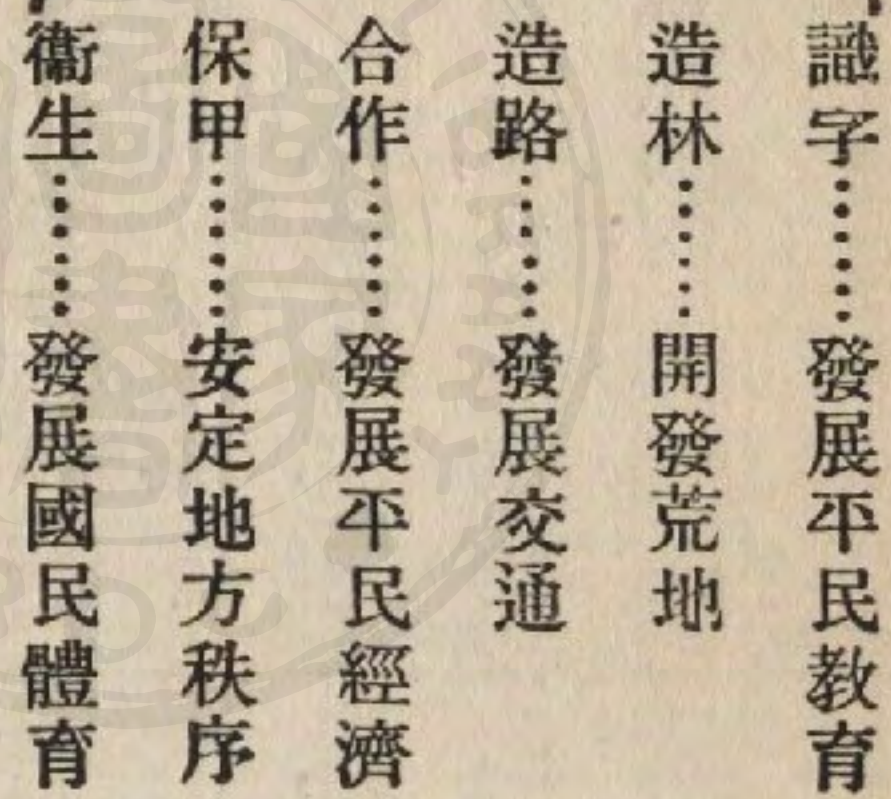 識字……發展平民教育
造林……開發荒地
造路……發展交通
合作……發展平民經濟
保甲……安定地方秩序
衞生……發展國民體育